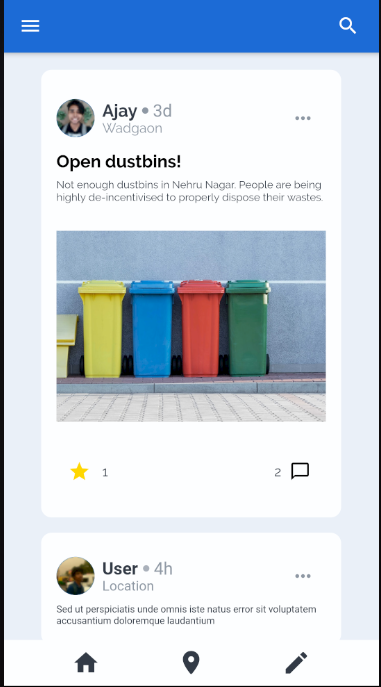 Ajay • 3d
Wadgaon
Open dustbins!
Not enough dustbins in Nehru Nagar. People are being
highly de-incentivised to properly dispose their wastes.
1
2
User • 4h
Location
Sed ut perspiciatis unde omnis iste natus error sit voluptatem
accusantium doloremque laudantium